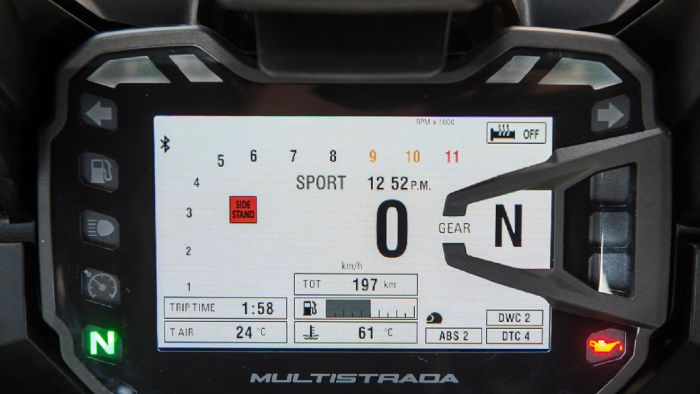 RPM x 1000
OFF
5 6 7 8 9 10 11
4
SPORT 12 52 P.M.
3
SIDE
STAND
0
GEAR
N
2
km/h
1
TOT 197 km
TRIP TIME 1:58
DWC 2
T AIR 24 °C
61 °C
ABS 2
DTC 4
N
MULTISTRADA